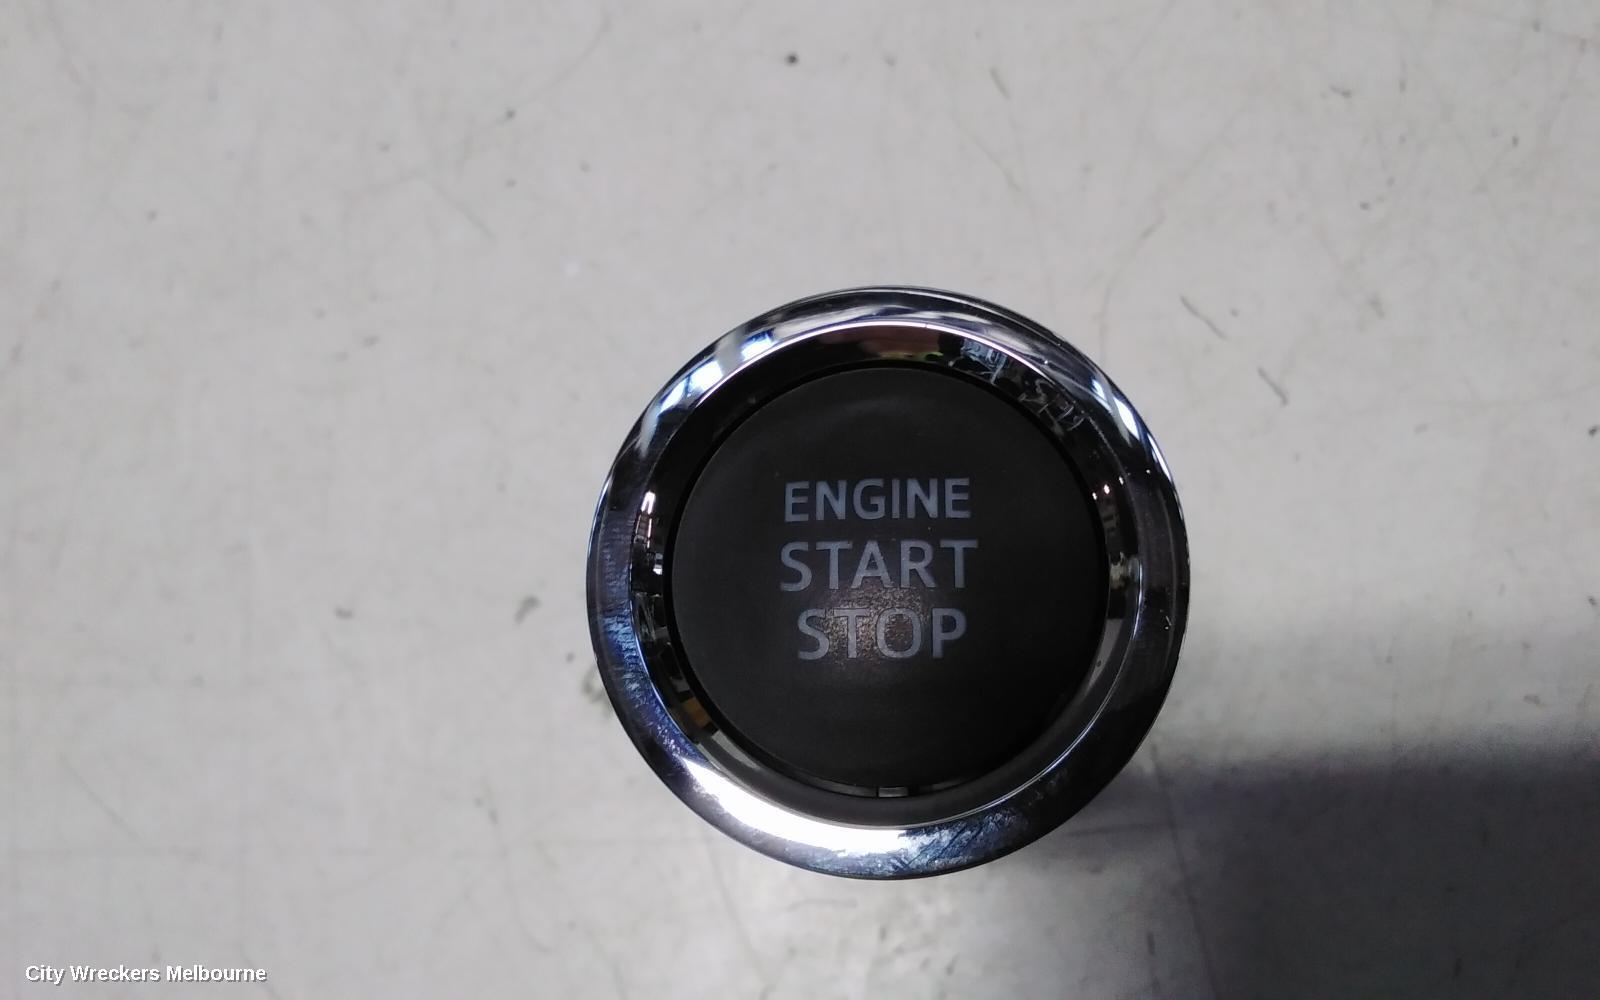 ENGINE
START
STOP
City Wreckers Melbourne